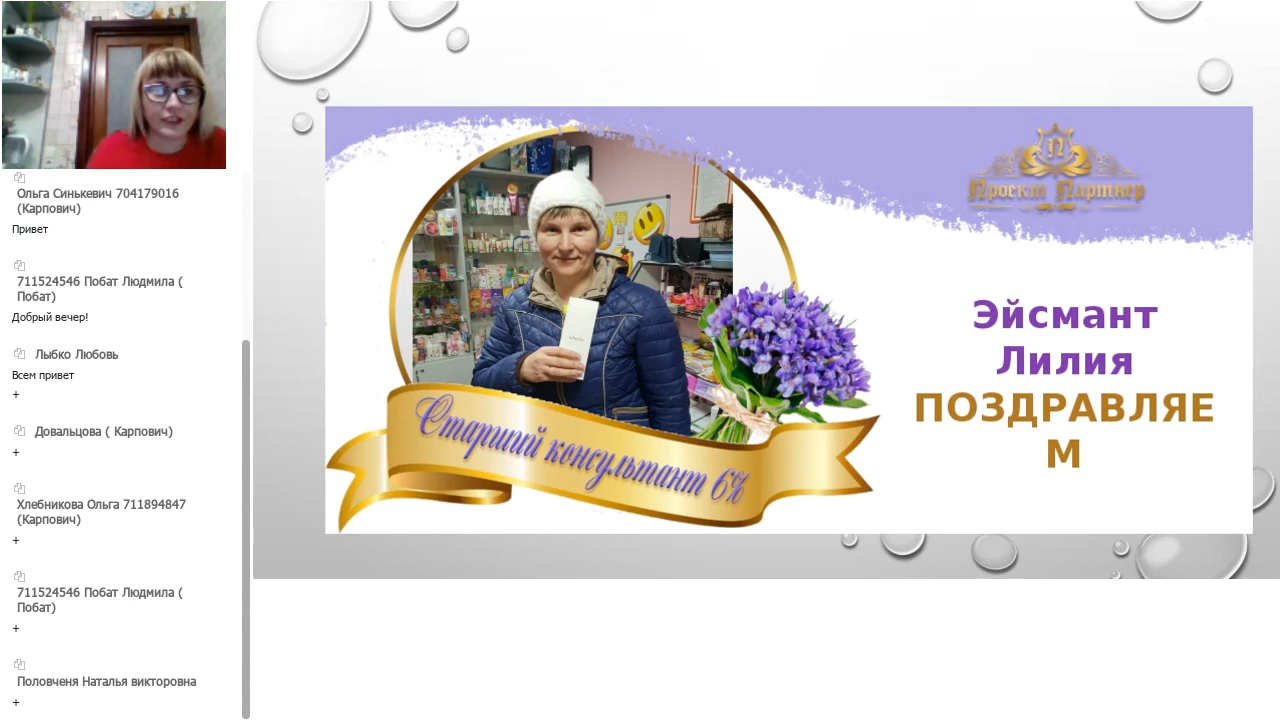 Ольга Синькевич 704179016
(Карпович)
Привет
711524546 Побат Людмила (
Побат)
Добрый вечер!
Лыбко Любовь
Всем привет
+
Довальцова ( Карпович)
+
Хлебникова Ольга 711894847
(Карпович)
+
711524546 Побат Людмила (
Побат)
+
Половченя Наталья викторовна
+
Проект Партнер
Эйсмант
Лилия
ПОЗДРАВЛЯЕ
М
Старший консультант 6%